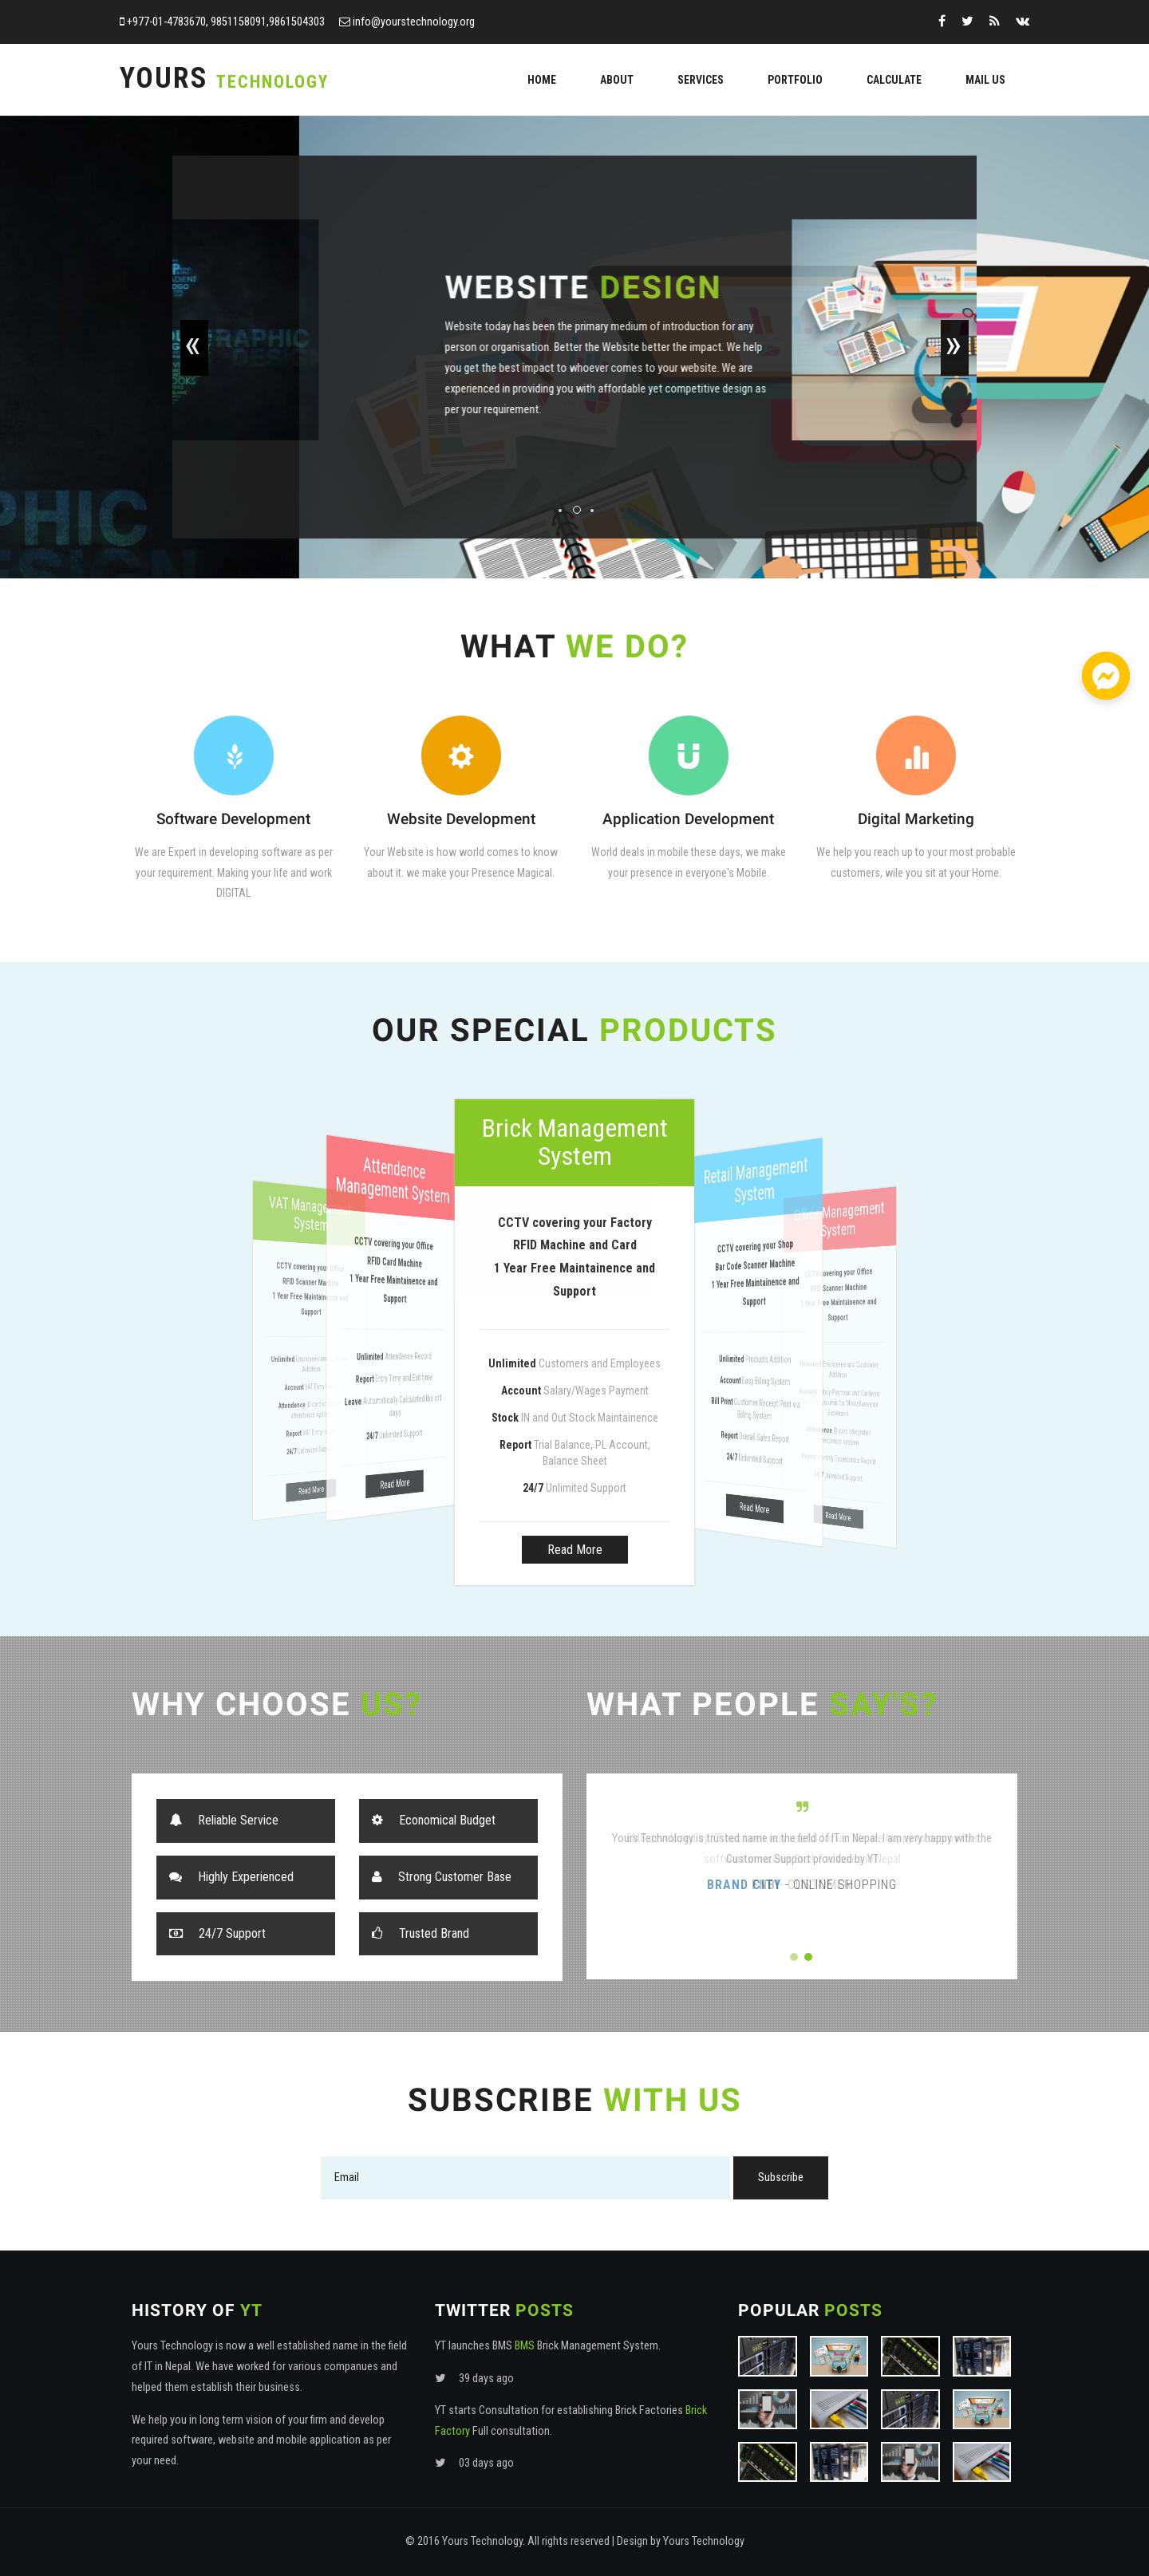 +977-01-4783670, 9851158091,9861504303 info@yourstechnology.org
YOURS TECHNOLOGY
HOME ABOUT SERVICES PORTFOLIO CALCULATE MAIL US
WEBSITE DESIGN
Website today has been the primary medium of introduction for any
person or organisation. Better the Website better the impact. We help
you get the best impact to whoever comes to your website. We are
experienced in providing you with affordable yet competitive design as
per your requirement.
WHAT WE DO?
Software Development
We are Expert in developing software as per
your requirement. Making your life and work
DIGITAL
Website Development
Your Website is how world comes to know
about it. we make your Presence Magical.
Application Development
World deals in mobile these days, we make
your presence in everyone's Mobile.
Digital Marketing
We help you reach up to your most probable
customers, wile you sit at your Home.
OUR SPECIAL PRODUCTS
VAT Management
System
CCTV covering your Office
RFID Scanner Machine
1 Year Free Maintainence and
Support
Read More
Attendence
Management System
CCTV covering your Office
RFID Card Machine
1 Year Free Maintainence and
Support
Unlimited Attendence Record
Report Entry Time and Exit time
Leave Automatically Calculated the off
days
24/7 Unlimited Support
Read More
Brick Management
System
CCTV covering your Factory
RFID Machine and Card
1 Year Free Maintainence and
Support
Unlimited Customers and Employees
Account Salary/Wages Payment
Stock IN and Out Stock Maintainence
Report Trial Balance, PL Account,
Balance Sheet
24/7 Unlimited Support
Read More
Retail Management
System
CCTV covering your Shop
Bar Code Scanner Machine
1 Year Free Maintainence and
Support
Unlimited Products Addition
Account Easy Billing System
Bill Print Customer Receipt Print via
Billing System
Report Overall Sales Report
24/7 Unlimited Support
Read More
Office Management
System
CCTV covering your Office
RFID Scanner Machine
1 Year Free Maintainence and
Support
24/7 Unlimited Support
Read More
WHY CHOOSE US?
Reliable Service Economical Budget
Highly Experienced Strong Customer Base
24/7 Support Trusted Brand
WHAT PEOPLE SAY'S?
Yours Technology is trusted name in the field of IT in Nepal. I am very happy with the
Customer Support provided by YT
BRAND CITY - ONLINE SHOPPING
SUBSCRIBE WITH US
Email Subscribe
HISTORY OF YT
Yours Technology is now a well established name in the field
of IT in Nepal. We have worked for various companues and
helped them establish their business.
We help you in long term vision of your firm and develop
required software, website and mobile application as per
your need.
TWITTER POSTS
YT launches BMS BMS Brick Management System.
39 days ago
YT starts Consultation for establishing Brick Factories Brick
Factory Full consultation.
03 days ago
POPULAR POSTS
© 2016 Yours Technology. All rights reserved | Design by Yours Technology